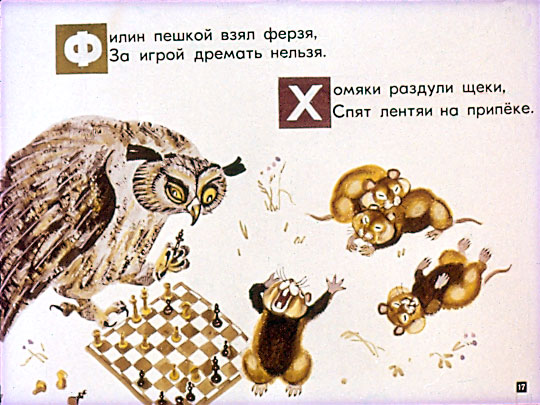 Филин пешкой взял ферзя,
За игрой дремать нельзя.
Хомяки раздули щеки,
Спят лентяи на припёке.
17